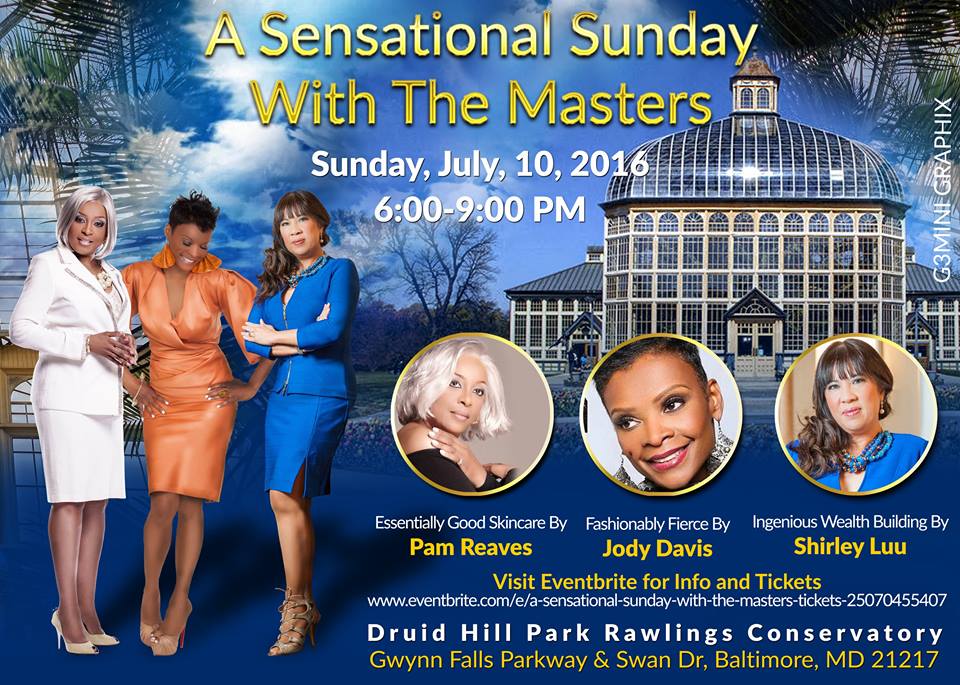 A Sensational Sunday
With The Masters
Sunday, July, 10, 2016
6:00-9:00 PM
G3MINI GRAPHIX
Essentially Good Skincare By
Pam Reaves
Fashionably Fierce By
Jody Davis
Ingenious Wealth Building By
Shirley Luu
Visit Eventbrite for Info and Tickets
www.eventbrite.com/e/a-sensational-sunday-with-the-masters-tickets-25070455407
Druid Hill Park Rawlings Conservatory
Gwynn Falls Parkway & Swan Dr, Baltimore, MD 21217